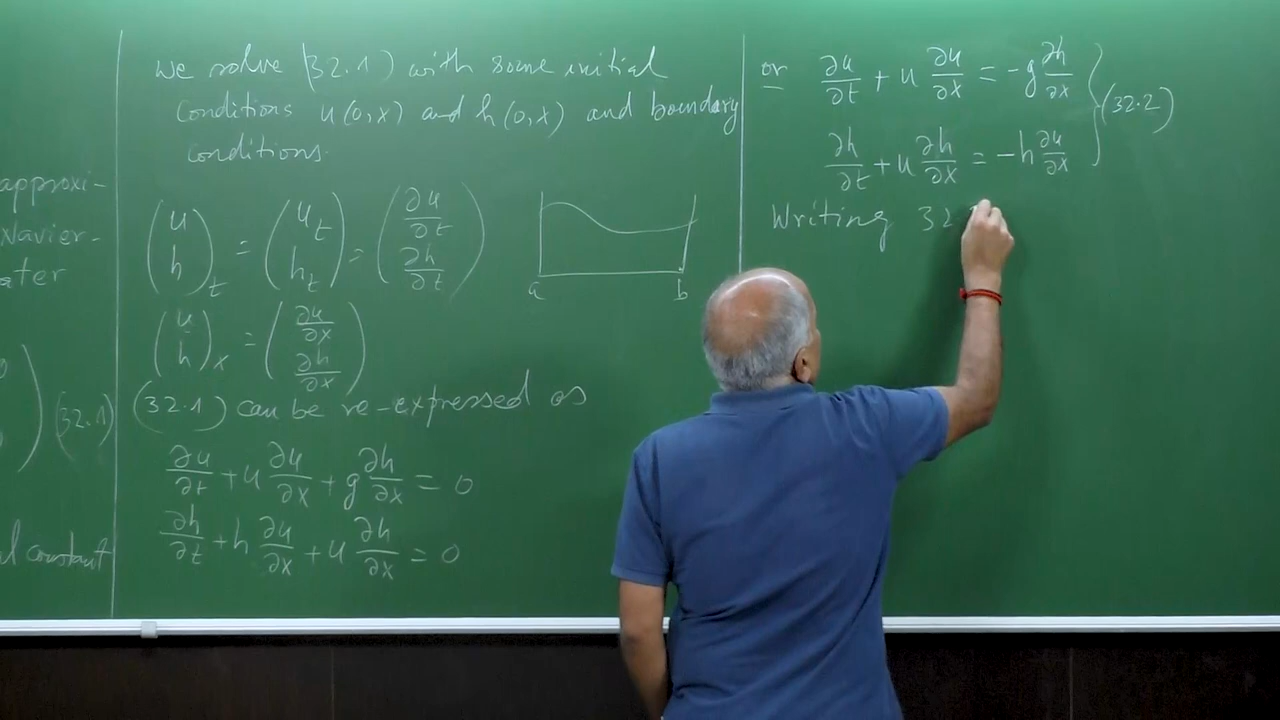 approxi-
Navier-
ater
(32.1)
l constant
we solve (32.1) with some initial
conditions u(0,x) and h(0,x) and boundary
conditions.
(u h)_t = (u_t h_t) = (∂u/∂t ∂h/∂t)
a b
(u h)_x = (∂u/∂x ∂h/∂x)
(32.1) can be re-expressed as
∂u/∂t + u ∂u/∂x + g ∂h/∂x = 0
∂h/∂t + h ∂u/∂x + u ∂h/∂x = 0
or ∂u/∂t + u ∂u/∂x = -g ∂h/∂x
∂h/∂t + u ∂h/∂x = -h ∂u/∂x } (32.2)
Writing 32